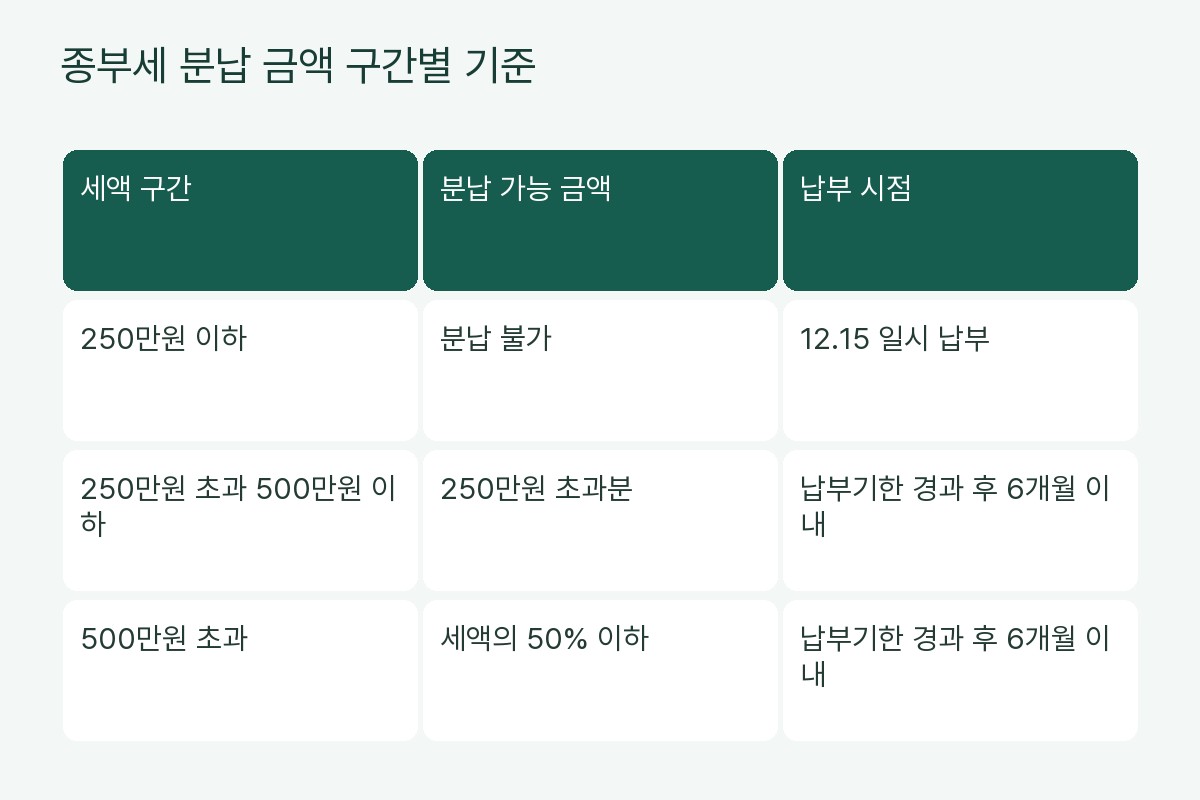 종부세 분납 금액 구간별 기준
세액 구간
분납 가능 금액
납부 시점
250만원 이하
분납 불가
12.15 일시 납부
250만원 초과 500만원 이
하
250만원 초과분
납부기한 경과 후 6개월 이
내
500만원 초과
세액의 50% 이하
납부기한 경과 후 6개월 이
내